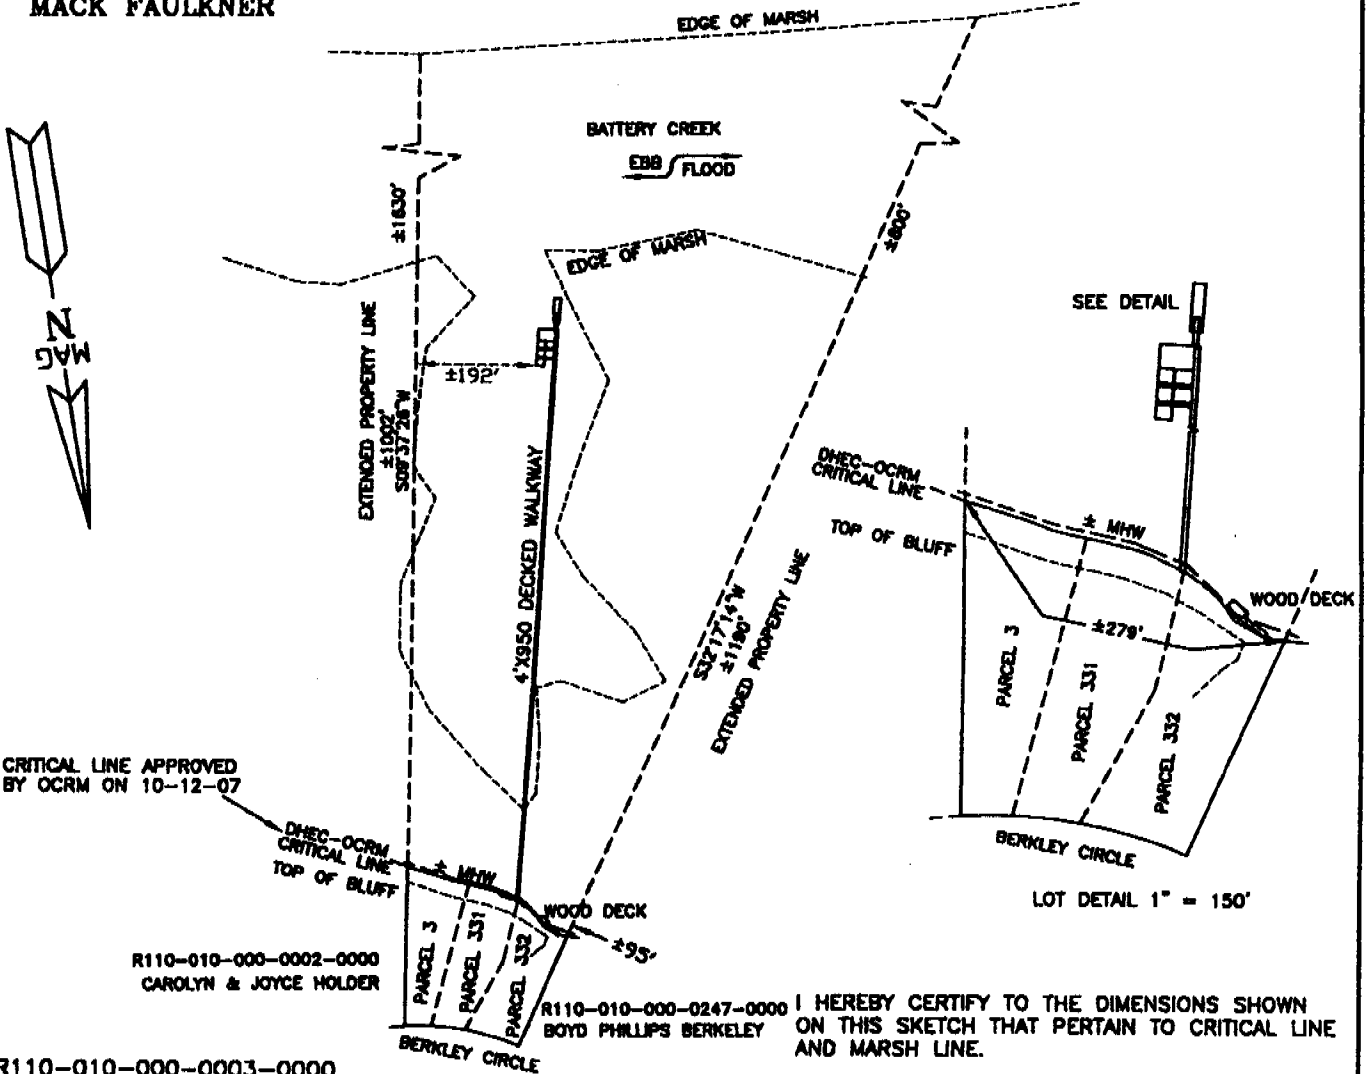 MACK FAULKNER
EDGE OF MARSH
BATTERY CREEK
EBB
FLOOD
±1630'
±800'
EDGE OF MARSH
MAG
N
EXTENDED PROPERTY LINE
±1002'
S09°37'28"W
±192'
4'X950 DECKED WALKWAY
S32°17'14"W
±1190'
EXTENDED PROPERTY LINE
SEE DETAIL
DHEC-OCRM
CRITICAL LINE
TOP OF BLUFF
± MHW
WOOD DECK
±279'
PARCEL 3
PARCEL 331
PARCEL 332
BERKLEY CIRCLE
LOT DETAIL 1" = 150'
CRITICAL LINE APPROVED
BY OCRM ON 10-12-07
DHEC-OCRM
CRITICAL LINE
TOP OF BLUFF
± MHW
WOOD DECK
±95'
PARCEL 3
PARCEL 331
PARCEL 332
BERKLEY CIRCLE
R110-010-000-0002-0000
CAROLYN & JOYCE HOLDER
R110-010-000-0247-0000
BOYD PHILLIPS BERKELEY
I HEREBY CERTIFY TO THE DIMENSIONS SHOWN
ON THIS SKETCH THAT PERTAIN TO CRITICAL LINE
AND MARSH LINE.
R110-010-000-0003-0000